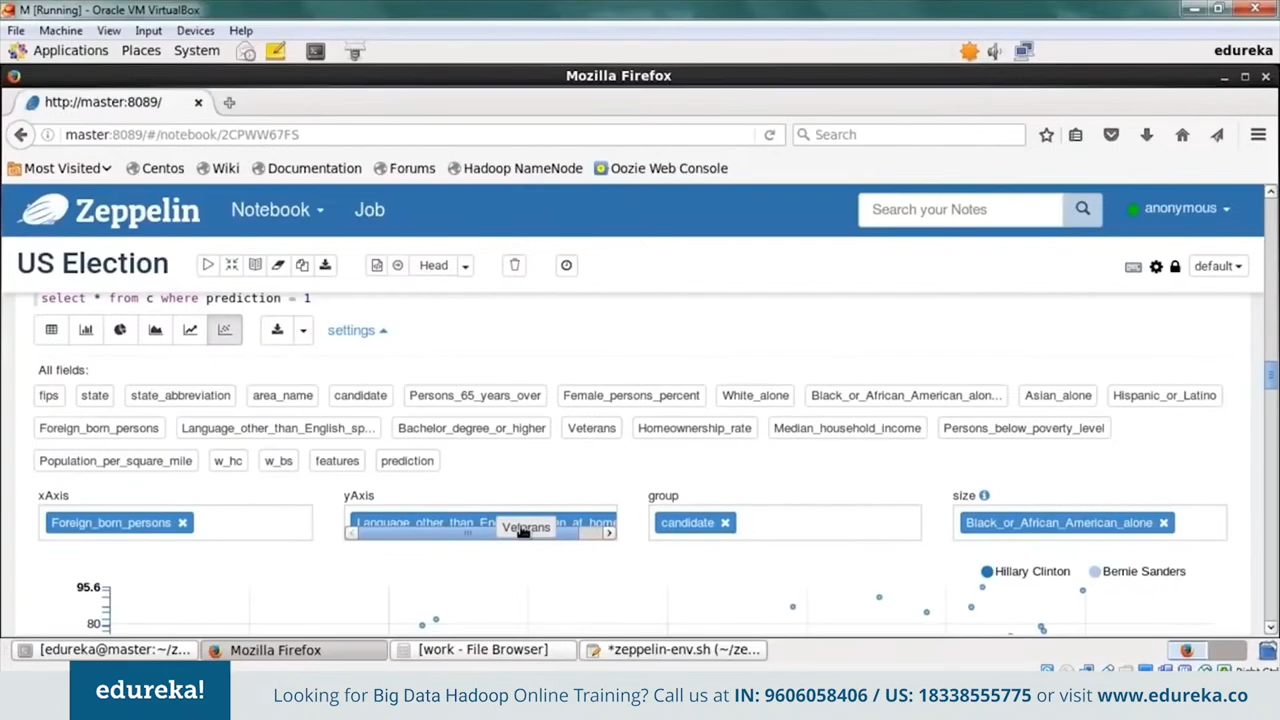 M [Running] - Oracle VM VirtualBox
File Machine View Input Devices Help
Applications Places System edureka
Mozilla Firefox
http://master:8089/
master:8089/#/notebook/2CPWW67FS Search
Most Visited Centos Wiki Documentation Forums Hadoop NameNode Oozie Web Console
Zeppelin Notebook Job Search your Notes anonymous
US Election Head default
select * from c where prediction = 1
settings
All fields:
fips state state_abbreviation area_name candidate Persons_65_years_over Female_persons_percent White_alone Black_or_African_American_alon... Asian_alone Hispanic_or_Latino
Foreign_born_persons Language_other_than_English_sp... Bachelor_degree_or_higher Veterans Homeownership_rate Median_household_income Persons_below_poverty_level
Population_per_square_mile w_hc w_bs features prediction
xAxis yAxis group size
Foreign_born_persons Language_other_than_En at_home Veterans candidate Black_or_African_American_alone
Hillary Clinton Bernie Sanders
95.6
80
[edureka@master:~/z... Mozilla Firefox [work - File Browser] *zeppelin-env.sh (~/ze...
edureka! Looking for Big Data Hadoop Online Training? Call us at IN: 9606058406 / US: 18338555775 or visit www.edureka.co